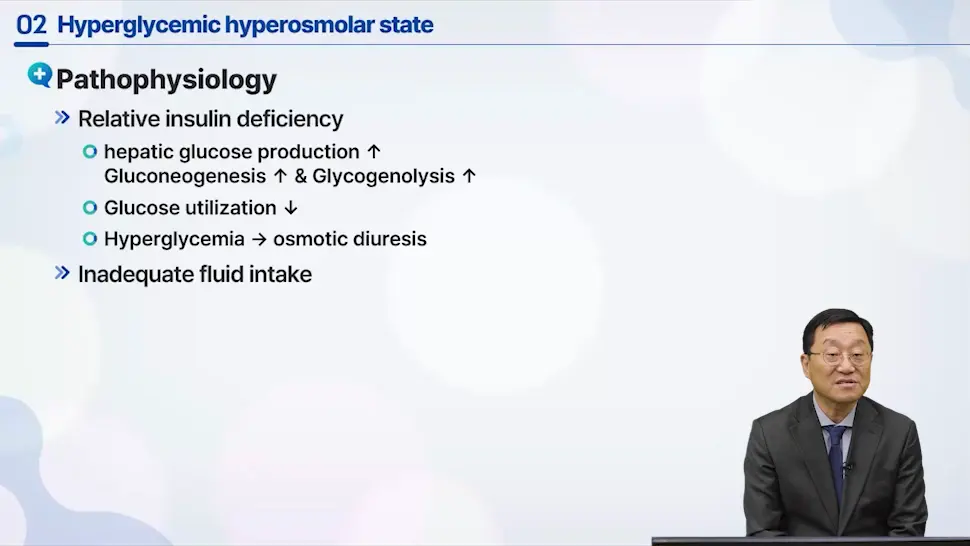 02 Hyperglycemic hyperosmolar state
Pathophysiology
Relative insulin deficiency
hepatic glucose production ↑
Gluconeogenesis ↑ & Glycogenolysis ↑
Glucose utilization ↓
Hyperglycemia → osmotic diuresis
Inadequate fluid intake